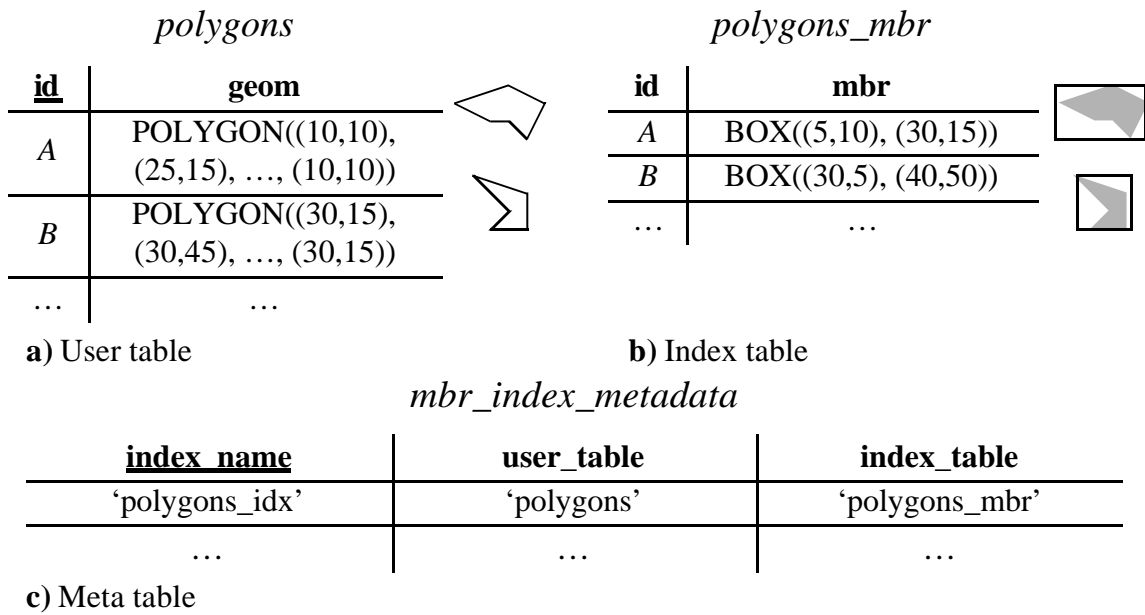 polygons
id geom
A POLYGON((10,10),
(25,15), …, (10,10))
B POLYGON((30,15),
(30,45), …, (30,15))
… …
a) User table
polygons_mbr
id mbr
A BOX((5,10), (30,15))
B BOX((30,5), (40,50))
… …
b) Index table
mbr_index_metadata
index_name user_table index_table
‘polygons_idx’ ‘polygons’ ‘polygons_mbr’
… … …
c) Meta table